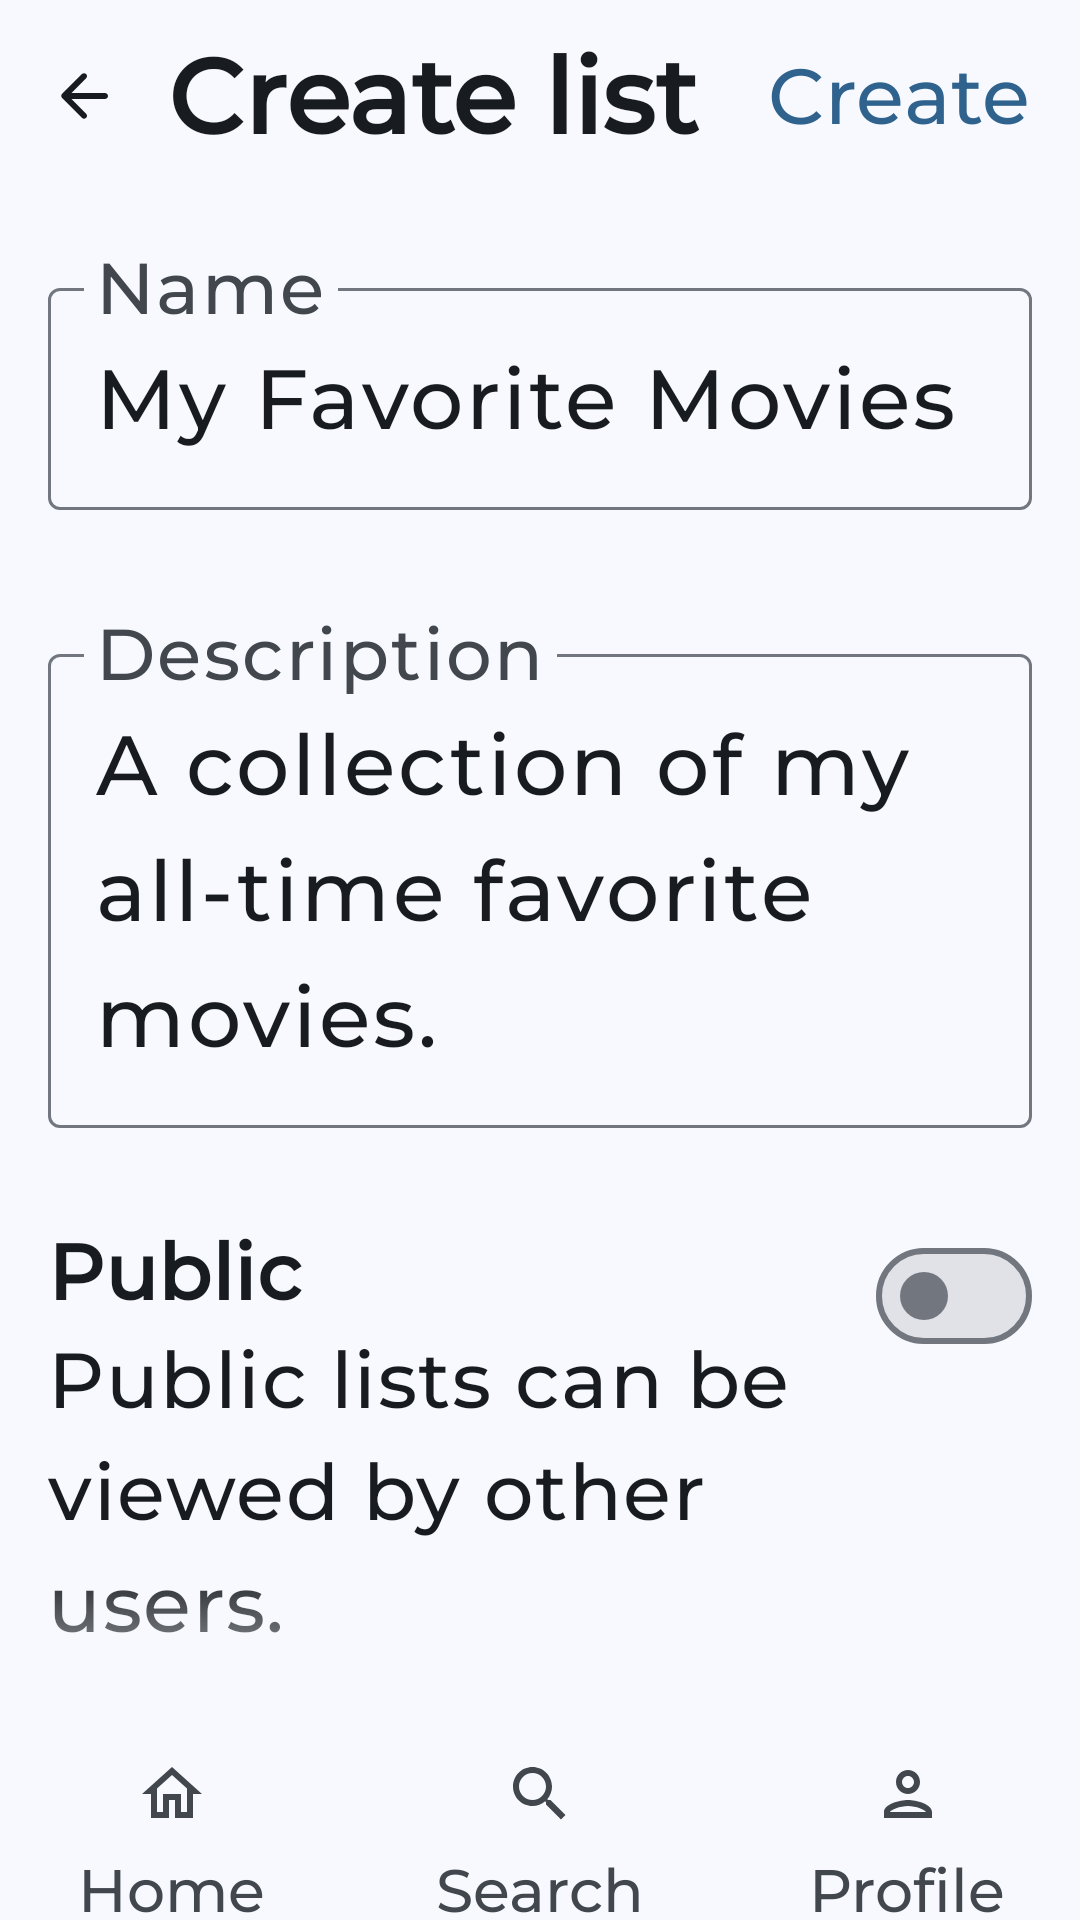 Create list
Create
Name
My Favorite Movies
Description
A collection of my
all-time favorite
movies.
Public
Public lists can be
viewed by other
users.
Home
Search
Profile